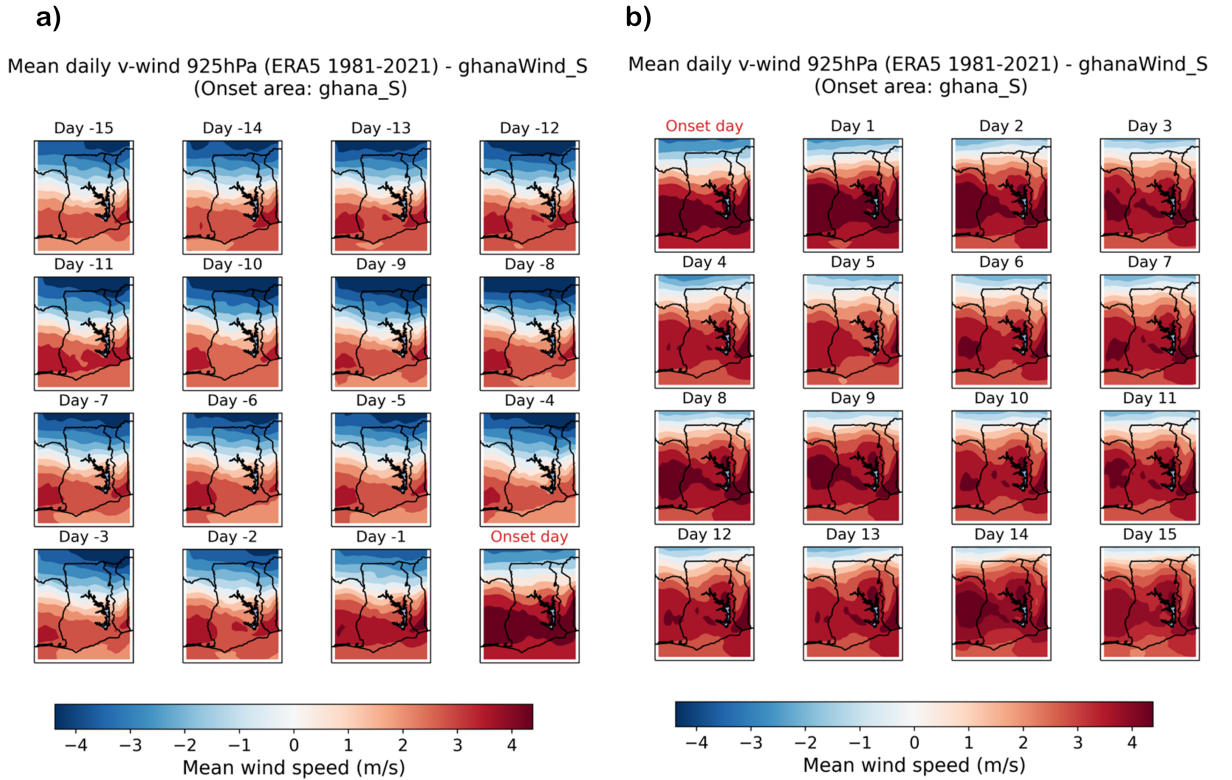 a)
Mean daily v-wind 925hPa (ERA5 1981-2021) - ghanaWind_S
(Onset area: ghana_S)
Day -15
Day -14
Day -13
Day -12
Day -11
Day -10
Day -9
Day -8
Day -7
Day -6
Day -5
Day -4
Day -3
Day -2
Day -1
Onset day
−4 −3 −2 −1 0 1 2 3 4
Mean wind speed (m/s)
b)
Mean daily v-wind 925hPa (ERA5 1981-2021) - ghanaWind_S
(Onset area: ghana_S)
Onset day
Day 1
Day 2
Day 3
Day 4
Day 5
Day 6
Day 7
Day 8
Day 9
Day 10
Day 11
Day 12
Day 13
Day 14
Day 15
−4 −3 −2 −1 0 1 2 3 4
Mean wind speed (m/s)